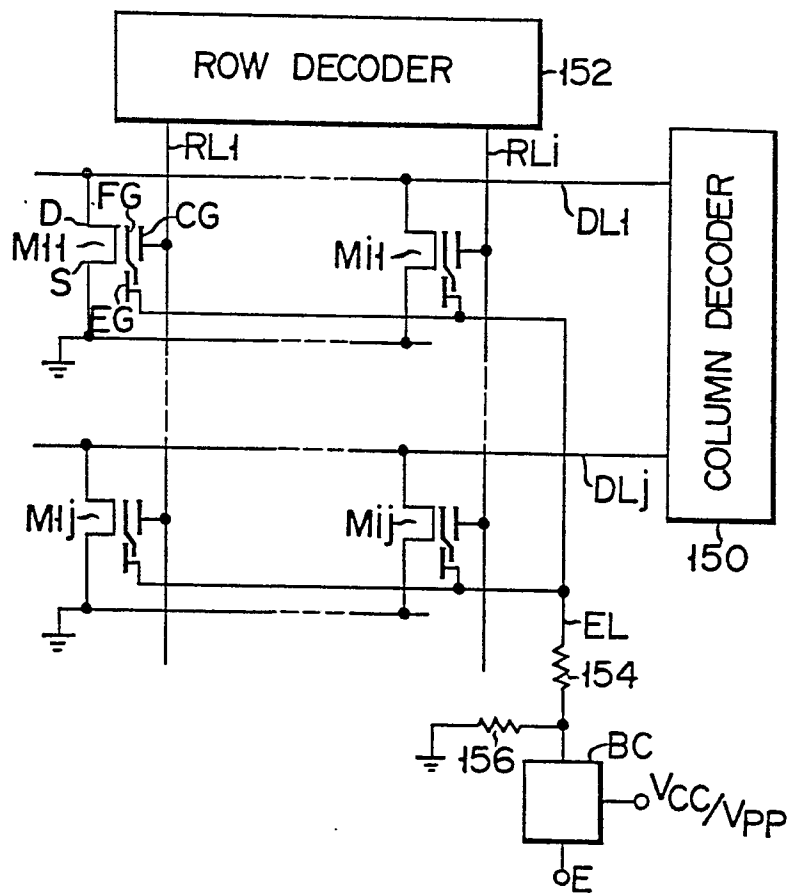 ROW DECODER
152
RL1
RLi
D
FG
CG
DL1
M11
Mi1
S
EG
COLUMN DECODER
DLj
M1j
Mij
150
EL
154
156
BC
VCC/VPP
E